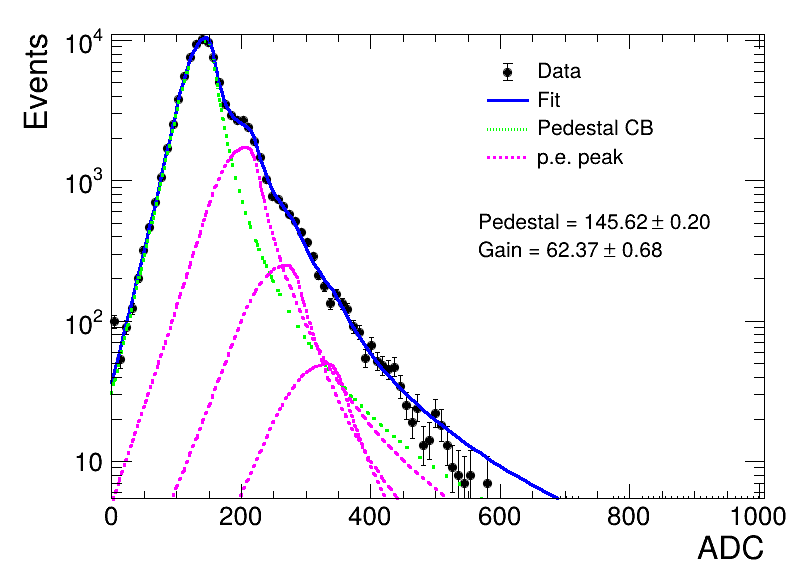 Events
10⁴
10³
10²
10
Data
Fit
Pedestal CB
p.e. peak
Pedestal = 145.62 ± 0.20
Gain = 62.37 ± 0.68
0 200 400 600 800 1000
ADC